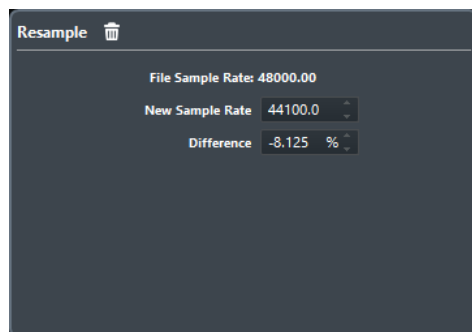 Resample
File Sample Rate: 48000.00
New Sample Rate 44100.0
Difference -8.125 %